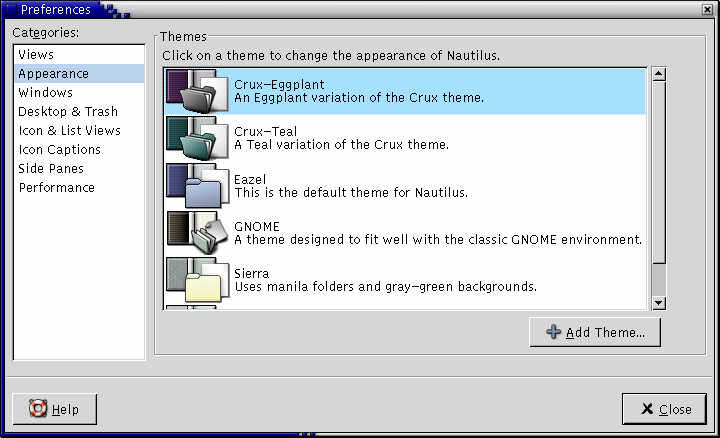 Preferences
Categories:
Views
Appearance
Windows
Desktop & Trash
Icon & List Views
Icon Captions
Side Panes
Performance
Themes
Click on a theme to change the appearance of Nautilus.
Crux-Eggplant
An Eggplant variation of the Crux theme.
Crux-Teal
A Teal variation of the Crux theme.
Eazel
This is the default theme for Nautilus.
GNOME
A theme designed to fit well with the classic GNOME environment.
Sierra
Uses manila folders and gray-green backgrounds.
Add Theme...
Help
Close